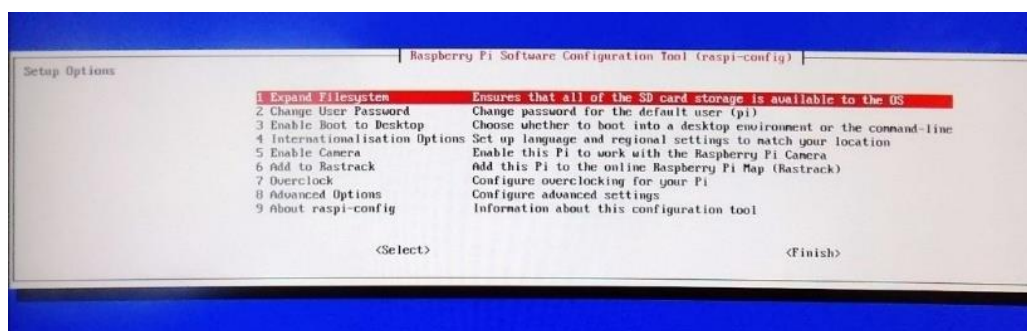 Raspberry Pi Software Configuration Tool (raspi-config)
Setup Options
1 Expand Filesystem Ensures that all of the SD card storage is available to the OS
2 Change User Password Change password for the default user (pi)
3 Enable Boot to Desktop Choose whether to boot into a desktop environment or the command-line
4 Internationalisation Options Set up language and regional settings to match your location
5 Enable Camera Enable this Pi to work with the Raspberry Pi Camera
6 Add to Rastrack Add this Pi to the online Raspberry Pi Map (Rastrack)
7 Overclock Configure overclocking for your Pi
8 Advanced Options Configure advanced settings
9 About raspi-config Information about this configuration tool
<Select> <Finish>